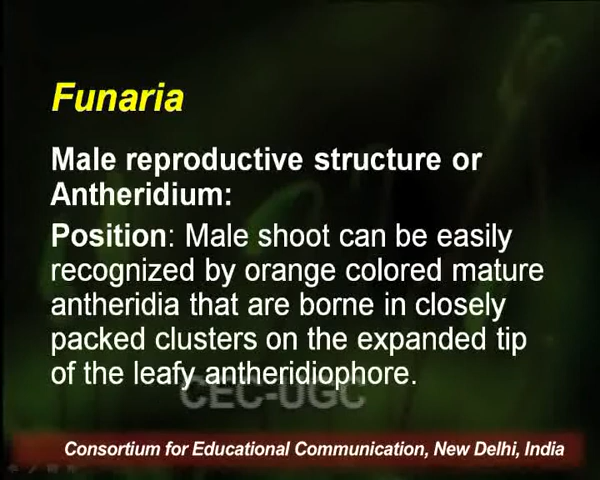 Funaria
Male reproductive structure or
Antheridium:
Position: Male shoot can be easily
recognized by orange colored mature
antheridia that are borne in closely
packed clusters on the expanded tip
of the leafy antheridiophore.
CEC-UGC
Consortium for Educational Communication, New Delhi, India